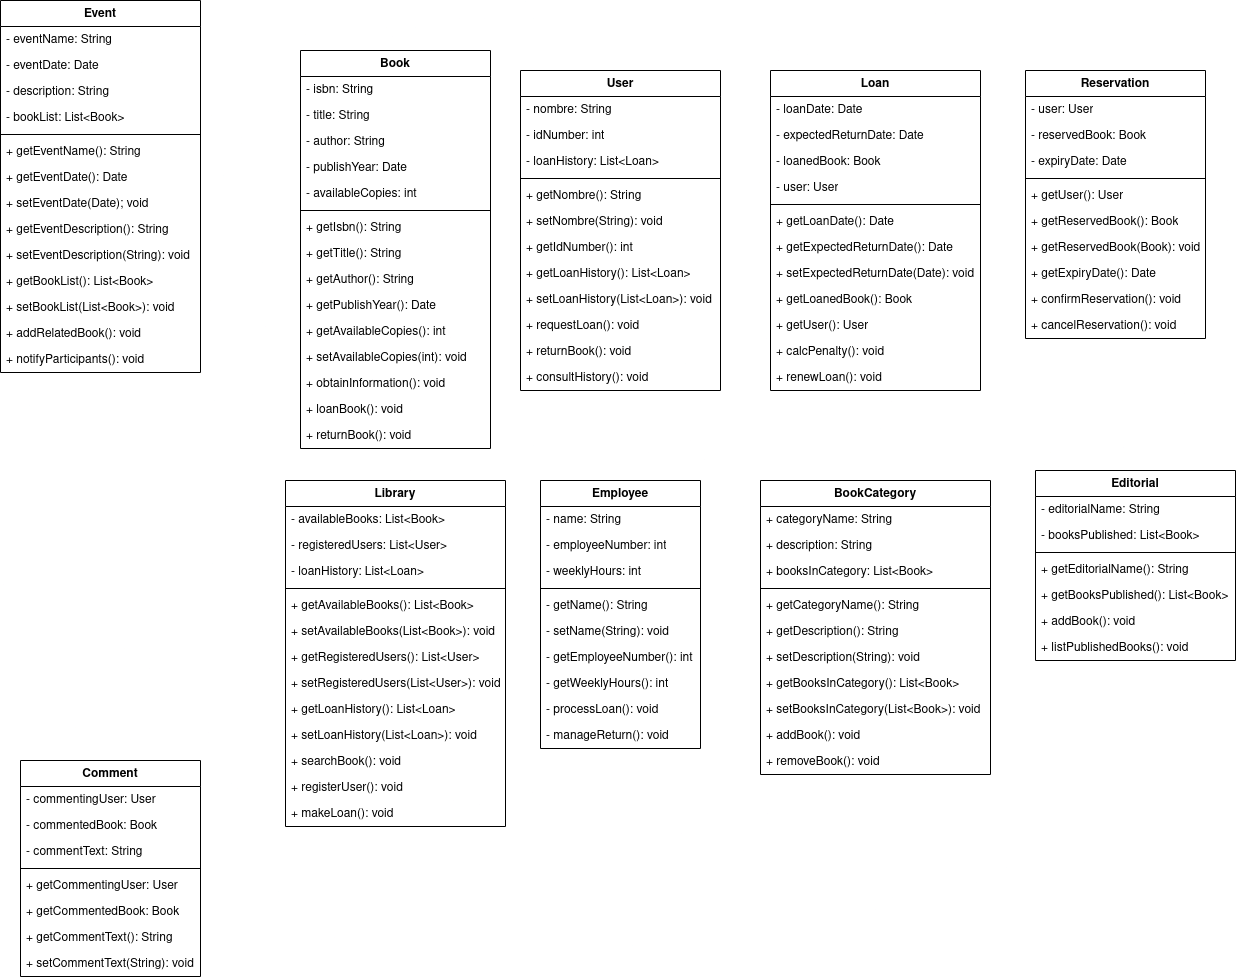 Event
- eventName: String
- eventDate: Date
- description: String
- bookList: List<Book>
+ getEventName(): String
+ getEventDate(): Date
+ setEventDate(Date); void
+ getEventDescription(): String
+ setEventDescription(String): void
+ getBookList(): List<Book>
+ setBookList(List<Book>): void
+ addRelatedBook(): void
+ notifyParticipants(): void
Book
- isbn: String
- title: String
- author: String
- publishYear: Date
- availableCopies: int
+ getIsbn(): String
+ getTitle(): String
+ getAuthor(): String
+ getPublishYear(): Date
+ getAvailableCopies(): int
+ setAvailableCopies(int): void
+ obtainInformation(): void
+ loanBook(): void
+ returnBook(): void
User
- nombre: String
- idNumber: int
- loanHistory: List<Loan>
+ getNombre(): String
+ setNombre(String): void
+ getIdNumber(): int
+ getLoanHistory(): List<Loan>
+ setLoanHistory(List<Loan>): void
+ requestLoan(): void
+ returnBook(): void
+ consultHistory(): void
Loan
- loanDate: Date
- expectedReturnDate: Date
- loanedBook: Book
- user: User
+ getLoanDate(): Date
+ getExpectedReturnDate(): Date
+ setExpectedReturnDate(Date): void
+ getLoanedBook(): Book
+ getUser(): User
+ calcPenalty(): void
+ renewLoan(): void
Reservation
- user: User
- reservedBook: Book
- expiryDate: Date
+ getUser(): User
+ getReservedBook(): Book
+ getReservedBook(Book): void
+ getExpiryDate(): Date
+ confirmReservation(): void
+ cancelReservation(): void
Library
- availableBooks: List<Book>
- registeredUsers: List<User>
- loanHistory: List<Loan>
+ getAvailableBooks(): List<Book>
+ setAvailableBooks(List<Book>): void
+ getRegisteredUsers(): List<User>
+ setRegisteredUsers(List<User>): void
+ getLoanHistory(): List<Loan>
+ setLoanHistory(List<Loan>): void
+ searchBook(): void
+ registerUser(): void
+ makeLoan(): void
Employee
- name: String
- employeeNumber: int
- weeklyHours: int
- getName(): String
- setName(String): void
- getEmployeeNumber(): int
- getWeeklyHours(): int
- processLoan(): void
- manageReturn(): void
BookCategory
+ categoryName: String
+ description: String
+ booksInCategory: List<Book>
+ getCategoryName(): String
+ getDescription(): String
+ setDescription(String): void
+ getBooksInCategory(): List<Book>
+ setBooksInCategory(List<Book>): void
+ addBook(): void
+ removeBook(): void
Editorial
- editorialName: String
- booksPublished: List<Book>
+ getEditorialName(): String
+ getBooksPublished(): List<Book>
+ addBook(): void
+ listPublishedBooks(): void
Comment
- commentingUser: User
- commentedBook: Book
- commentText: String
+ getCommentingUser: User
+ getCommentedBook: Book
+ getCommentText(): String
+ setCommentText(String): void